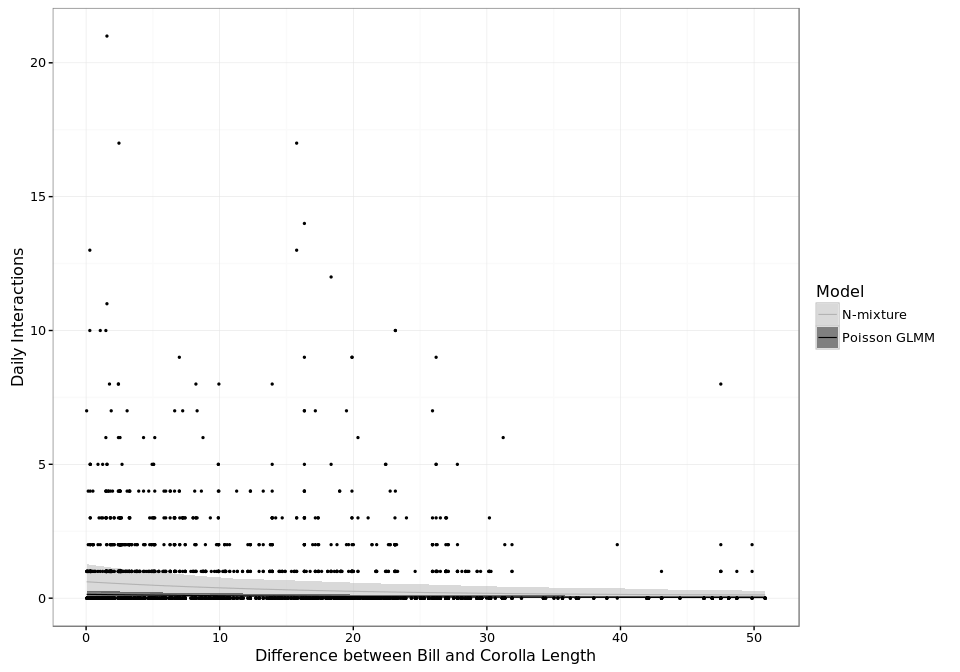 20
15
10
5
0
Daily Interactions
0 10 20 30 40 50
Difference between Bill and Corolla Length
Model
N-mixture
Poisson GLMM